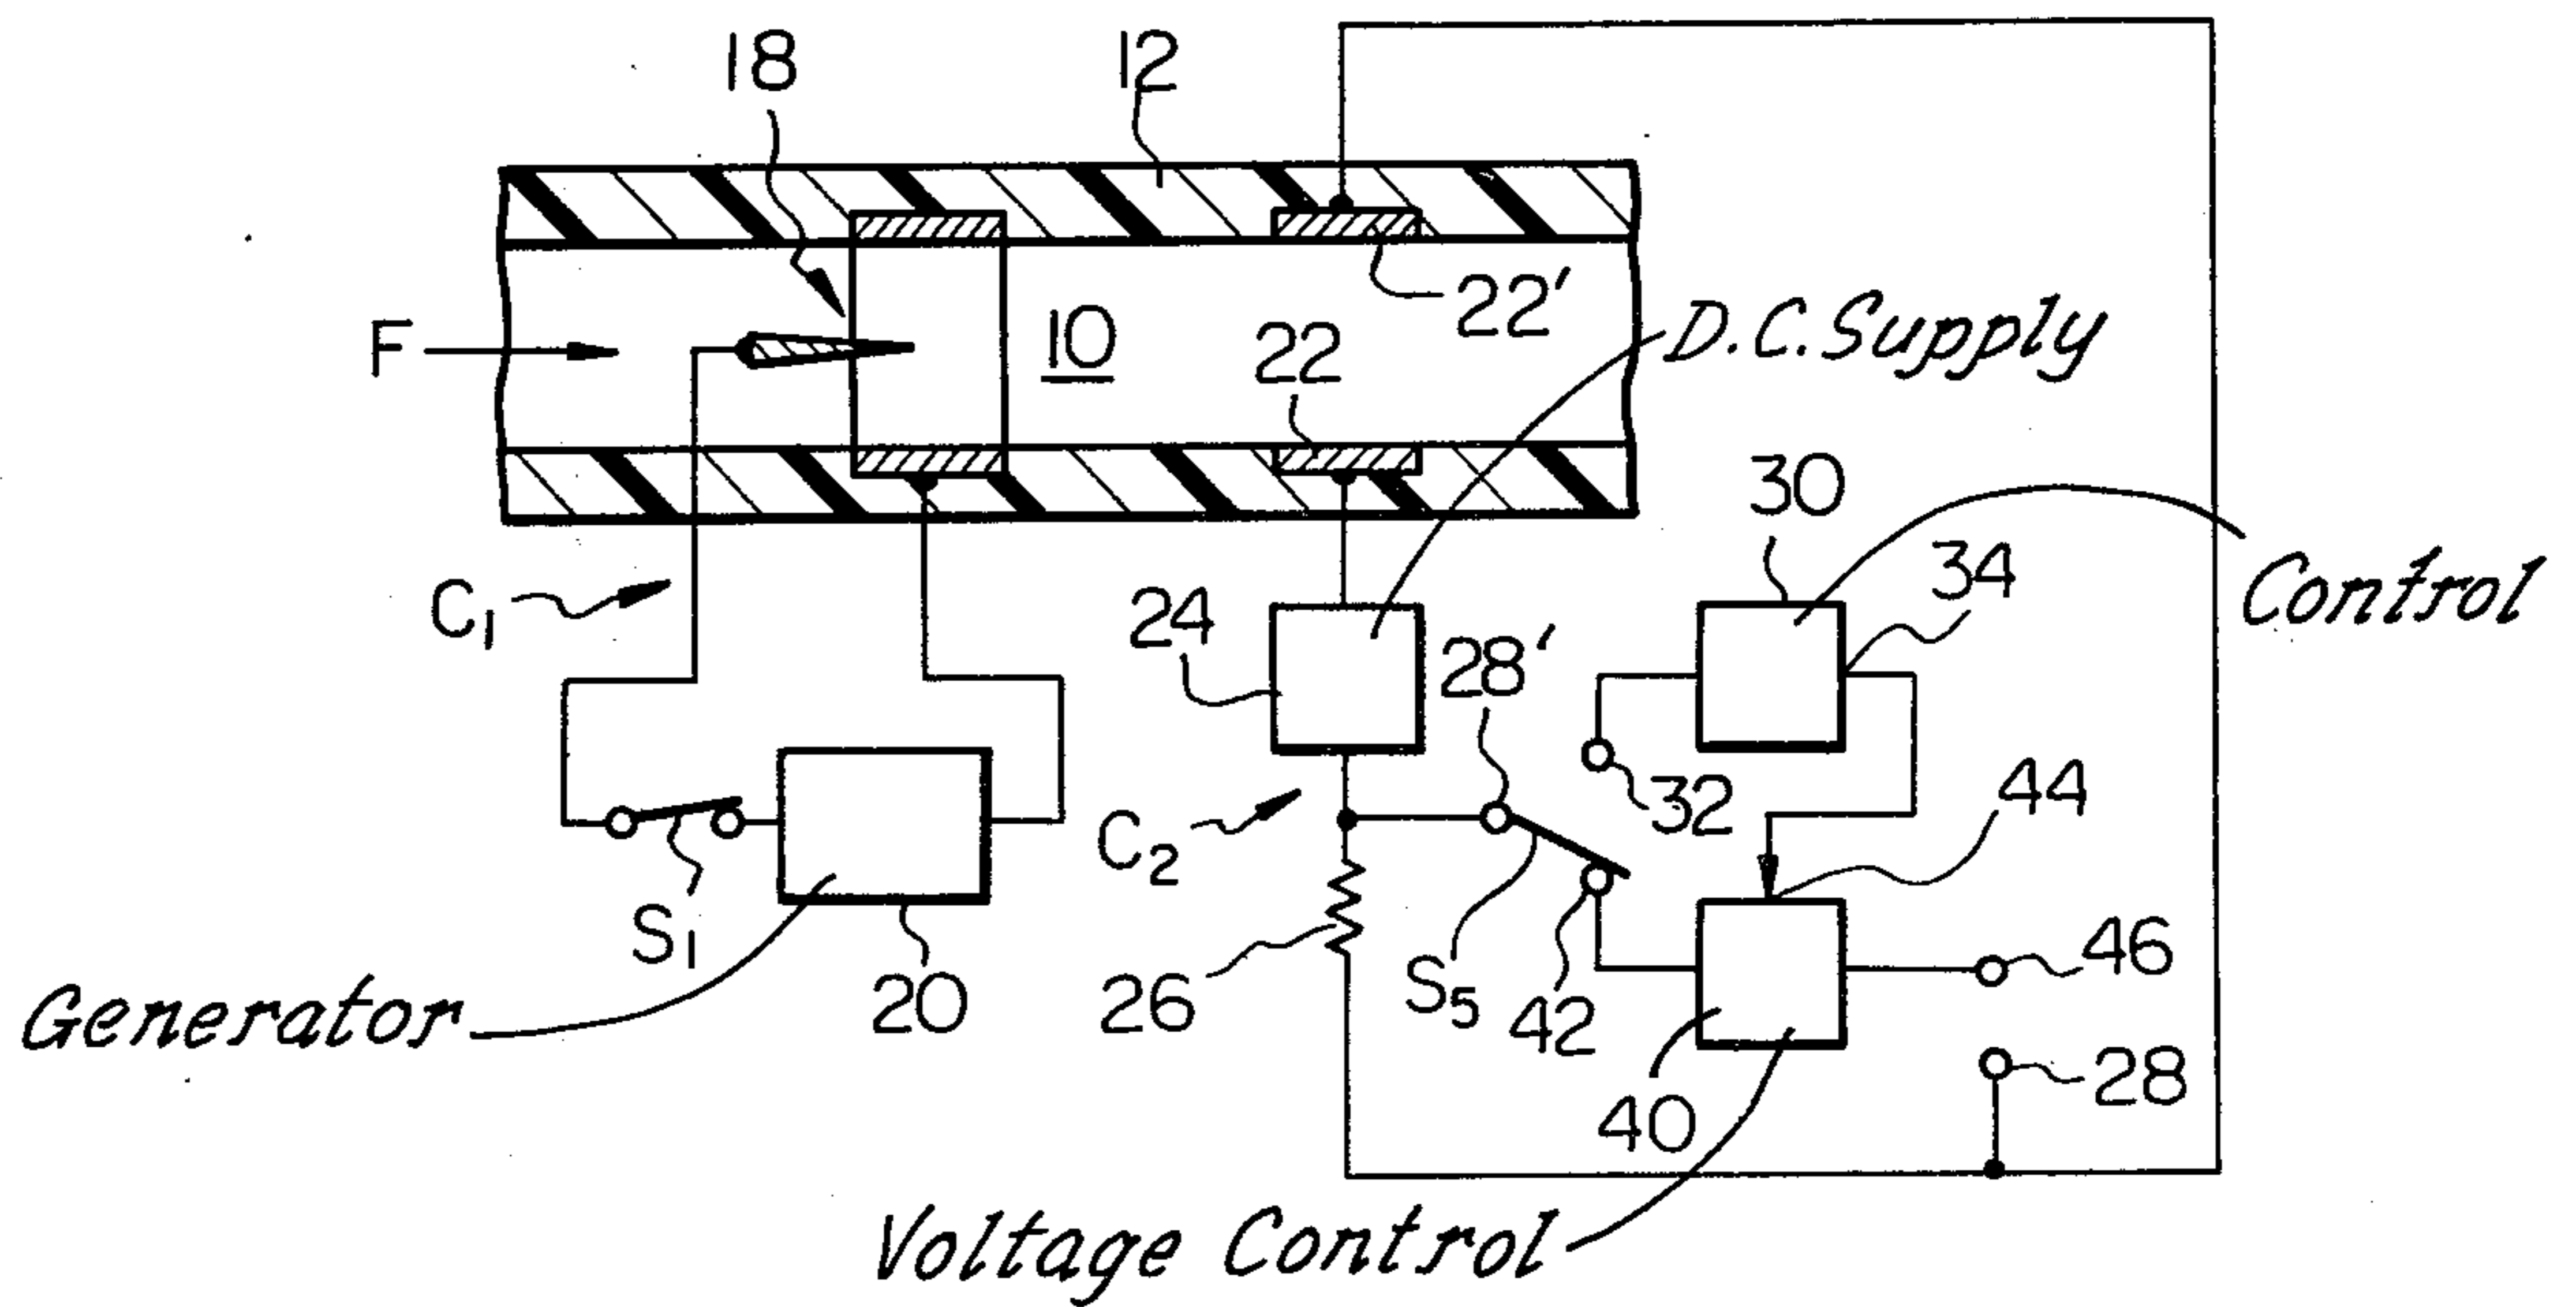 18
12
F
10
22'
22
D.C. Supply
30
34
Control
C1
24
28'
32
44
C2
S1
20
26
S5
42
46
Generator
40
28
Voltage Control